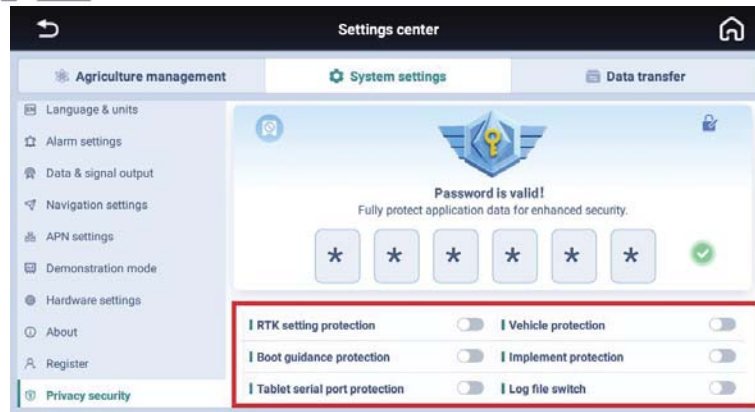 Settings center
Agriculture management
System settings
Data transfer
EN Language & units
Alarm settings
Data & signal output
Navigation settings
APN settings
Demonstration mode
Hardware settings
About
Register
Privacy security
Password is valid!
Fully protect application data for enhanced security.
* * * * * *
RTK setting protection
Vehicle protection
Boot guidance protection
Implement protection
Tablet serial port protection
Log file switch